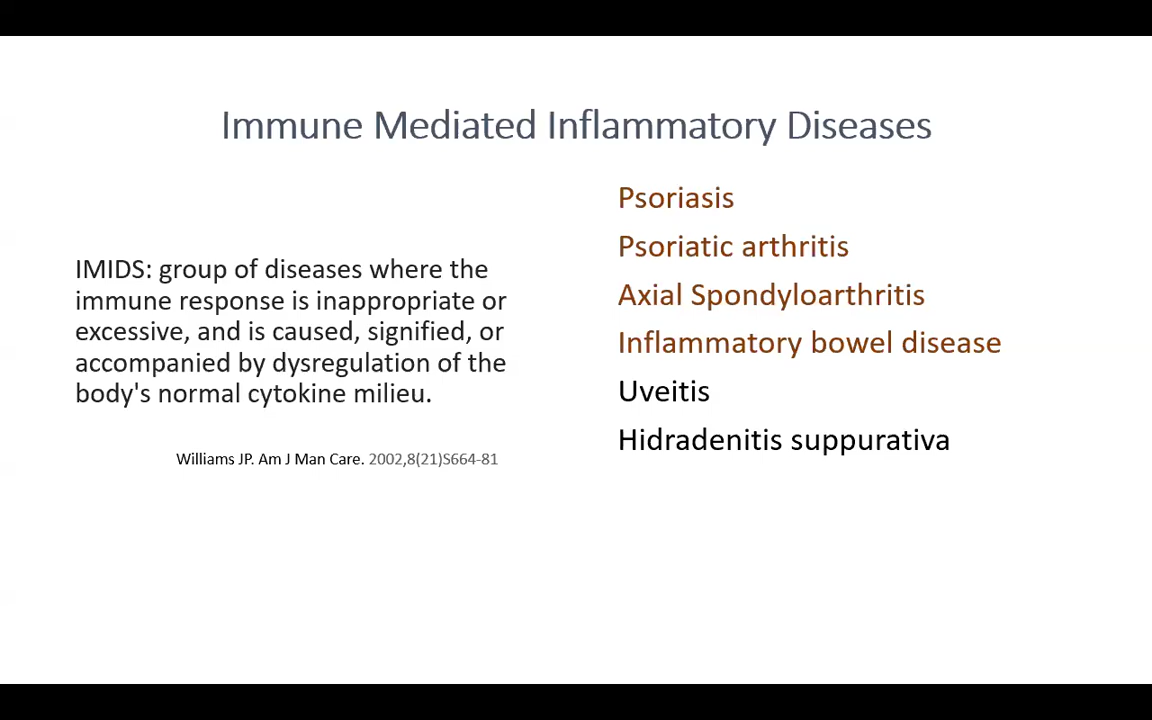 Immune Mediated Inflammatory Diseases
IMIDS: group of diseases where the
immune response is inappropriate or
excessive, and is caused, signified, or
accompanied by dysregulation of the
body's normal cytokine milieu.
Williams JP. Am J Man Care. 2002,8(21)S664-81
Psoriasis
Psoriatic arthritis
Axial Spondyloarthritis
Inflammatory bowel disease
Uveitis
Hidradenitis suppurativa